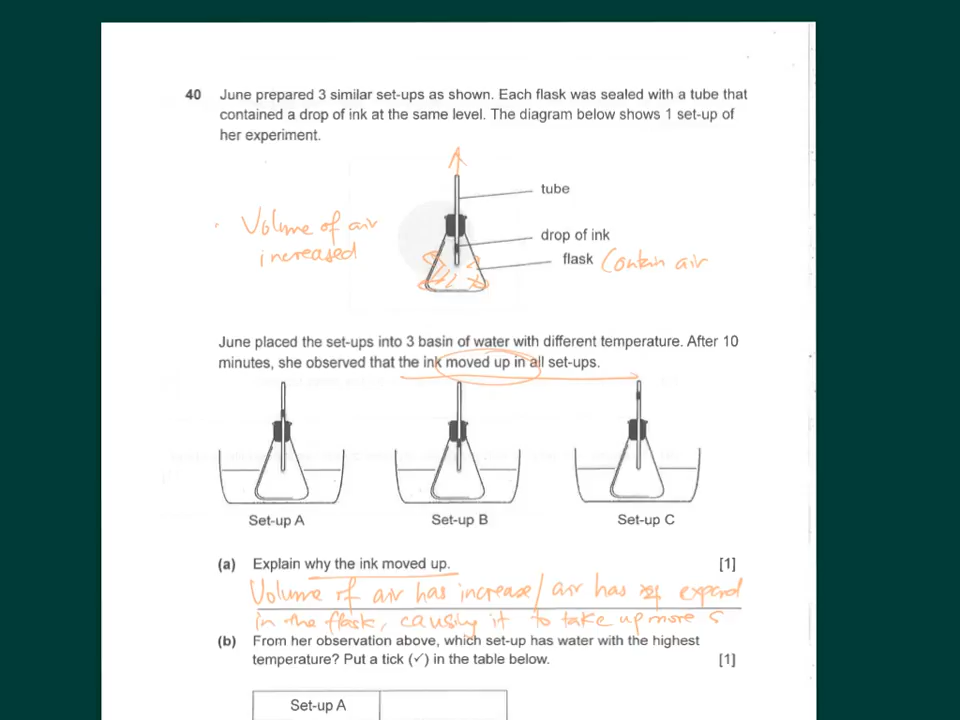 40 June prepared 3 similar set-ups as shown. Each flask was sealed with a tube that
contained a drop of ink at the same level. The diagram below shows 1 set-up of
her experiment.
tube
Volume of air
increased
drop of ink
flask Contain air
June placed the set-ups into 3 basin of water with different temperature. After 10
minutes, she observed that the ink moved up in all set-ups.
Set-up A Set-up B Set-up C
(a) Explain why the ink moved up. [1]
Volume of air has increase / air has expand
in the flask, causing it to take up more s
(b) From her observation above, which set-up has water with the highest
temperature? Put a tick (✓) in the table below. [1]
Set-up A